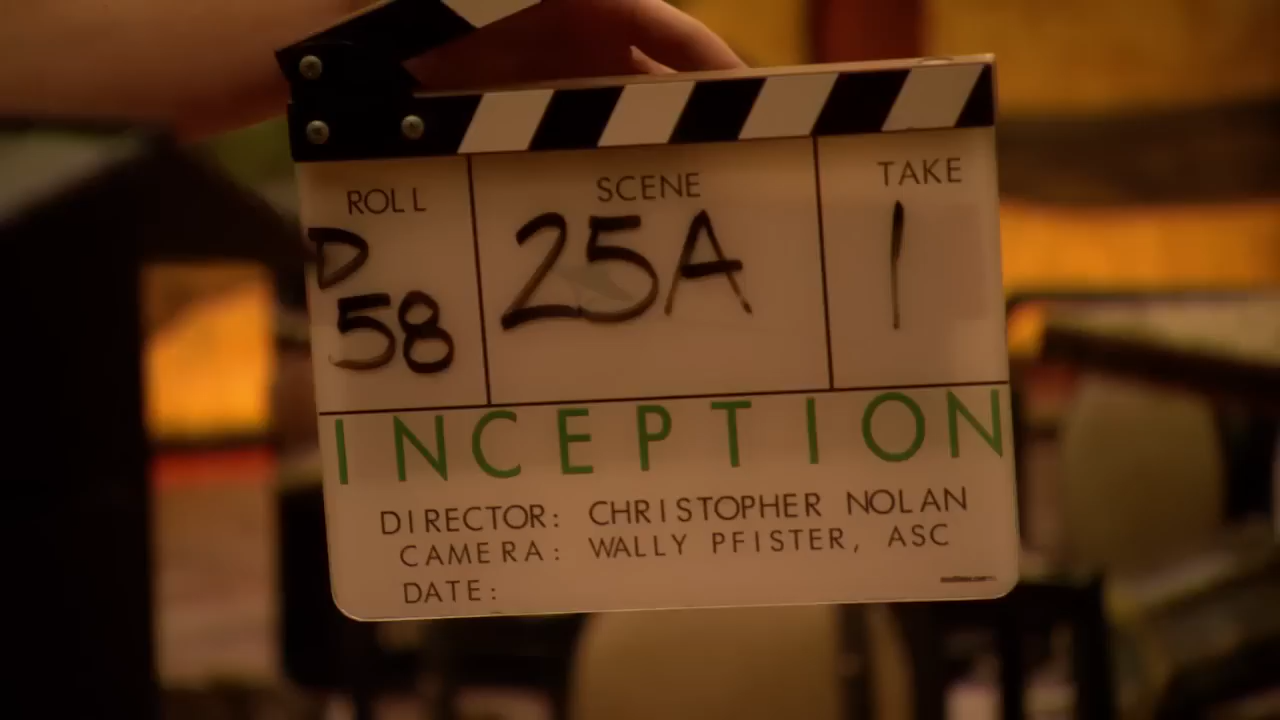 ROLL SCENE TAKE
D 58 25A 1
INCEPTION
DIRECTOR: CHRISTOPHER NOLAN
CAMERA: WALLY PFISTER, ASC
DATE: